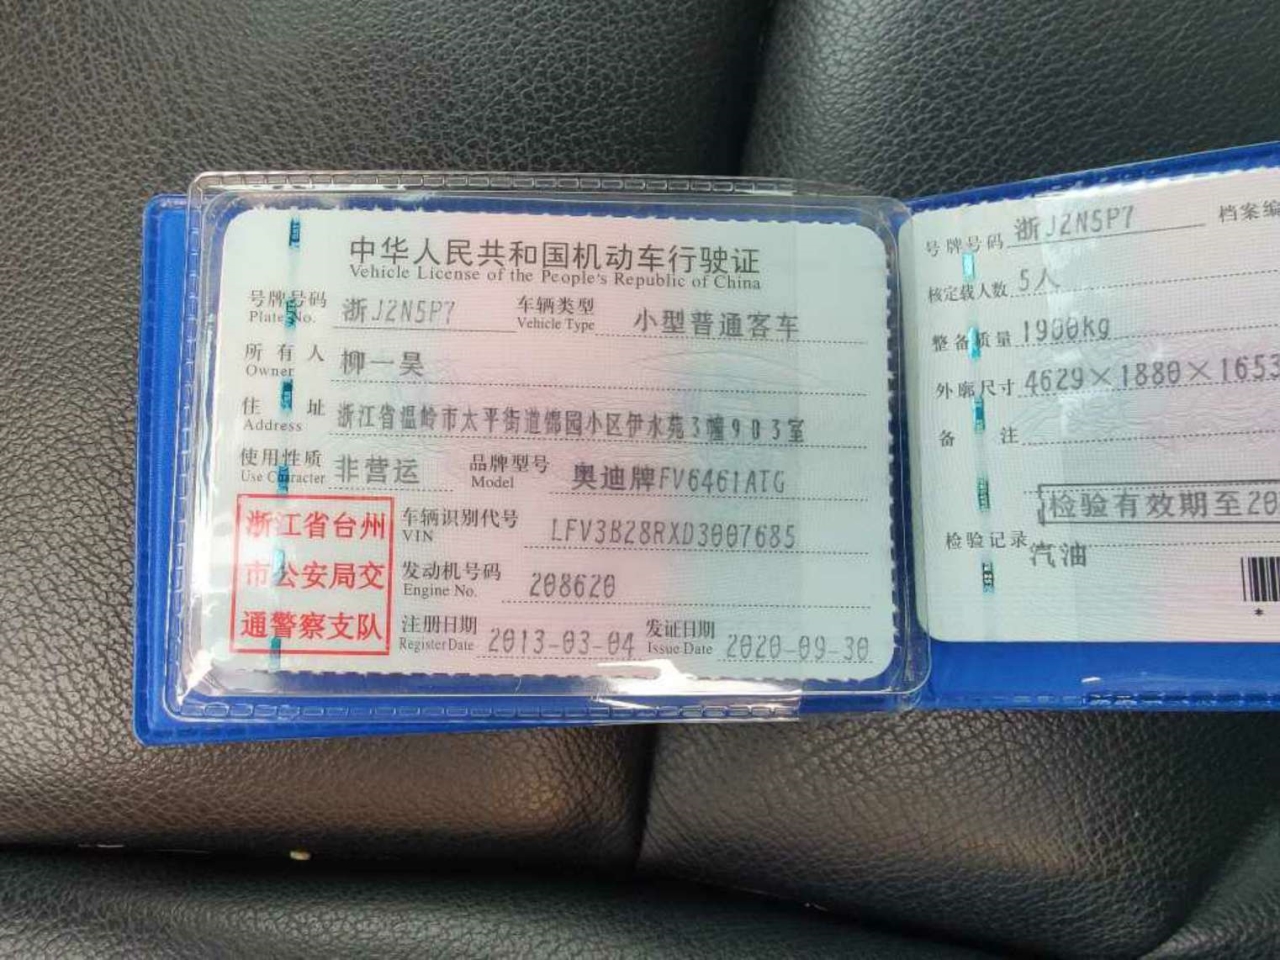 中华人民共和国机动车行驶证
Vehicle License of the People's Republic of China
号牌号码 浙J2N5P7 车辆类型 小型普通客车
Plate No. Vehicle Type
所有人 柳一昊
Owner
住址 浙江省温岭市太平街道锦园小区伊水苑3幢903室
Address
使用性质 非营运 品牌型号 奥迪牌FV6461ATG
Use Character Model
浙江省台州
市公安局交
通警察支队
车辆识别代号 LFV3B28RXD3007685
VIN
发动机号码 208620
Engine No.
注册日期 2013-03-04 发证日期 2020-09-30
Register Date Issue Date
号牌号码 浙J2N5P7 档案编
核定载人数 5人
整备质量 1900kg
外廓尺寸 4629×1880×1653
备注
检验有效期至20
检验记录
汽油
*